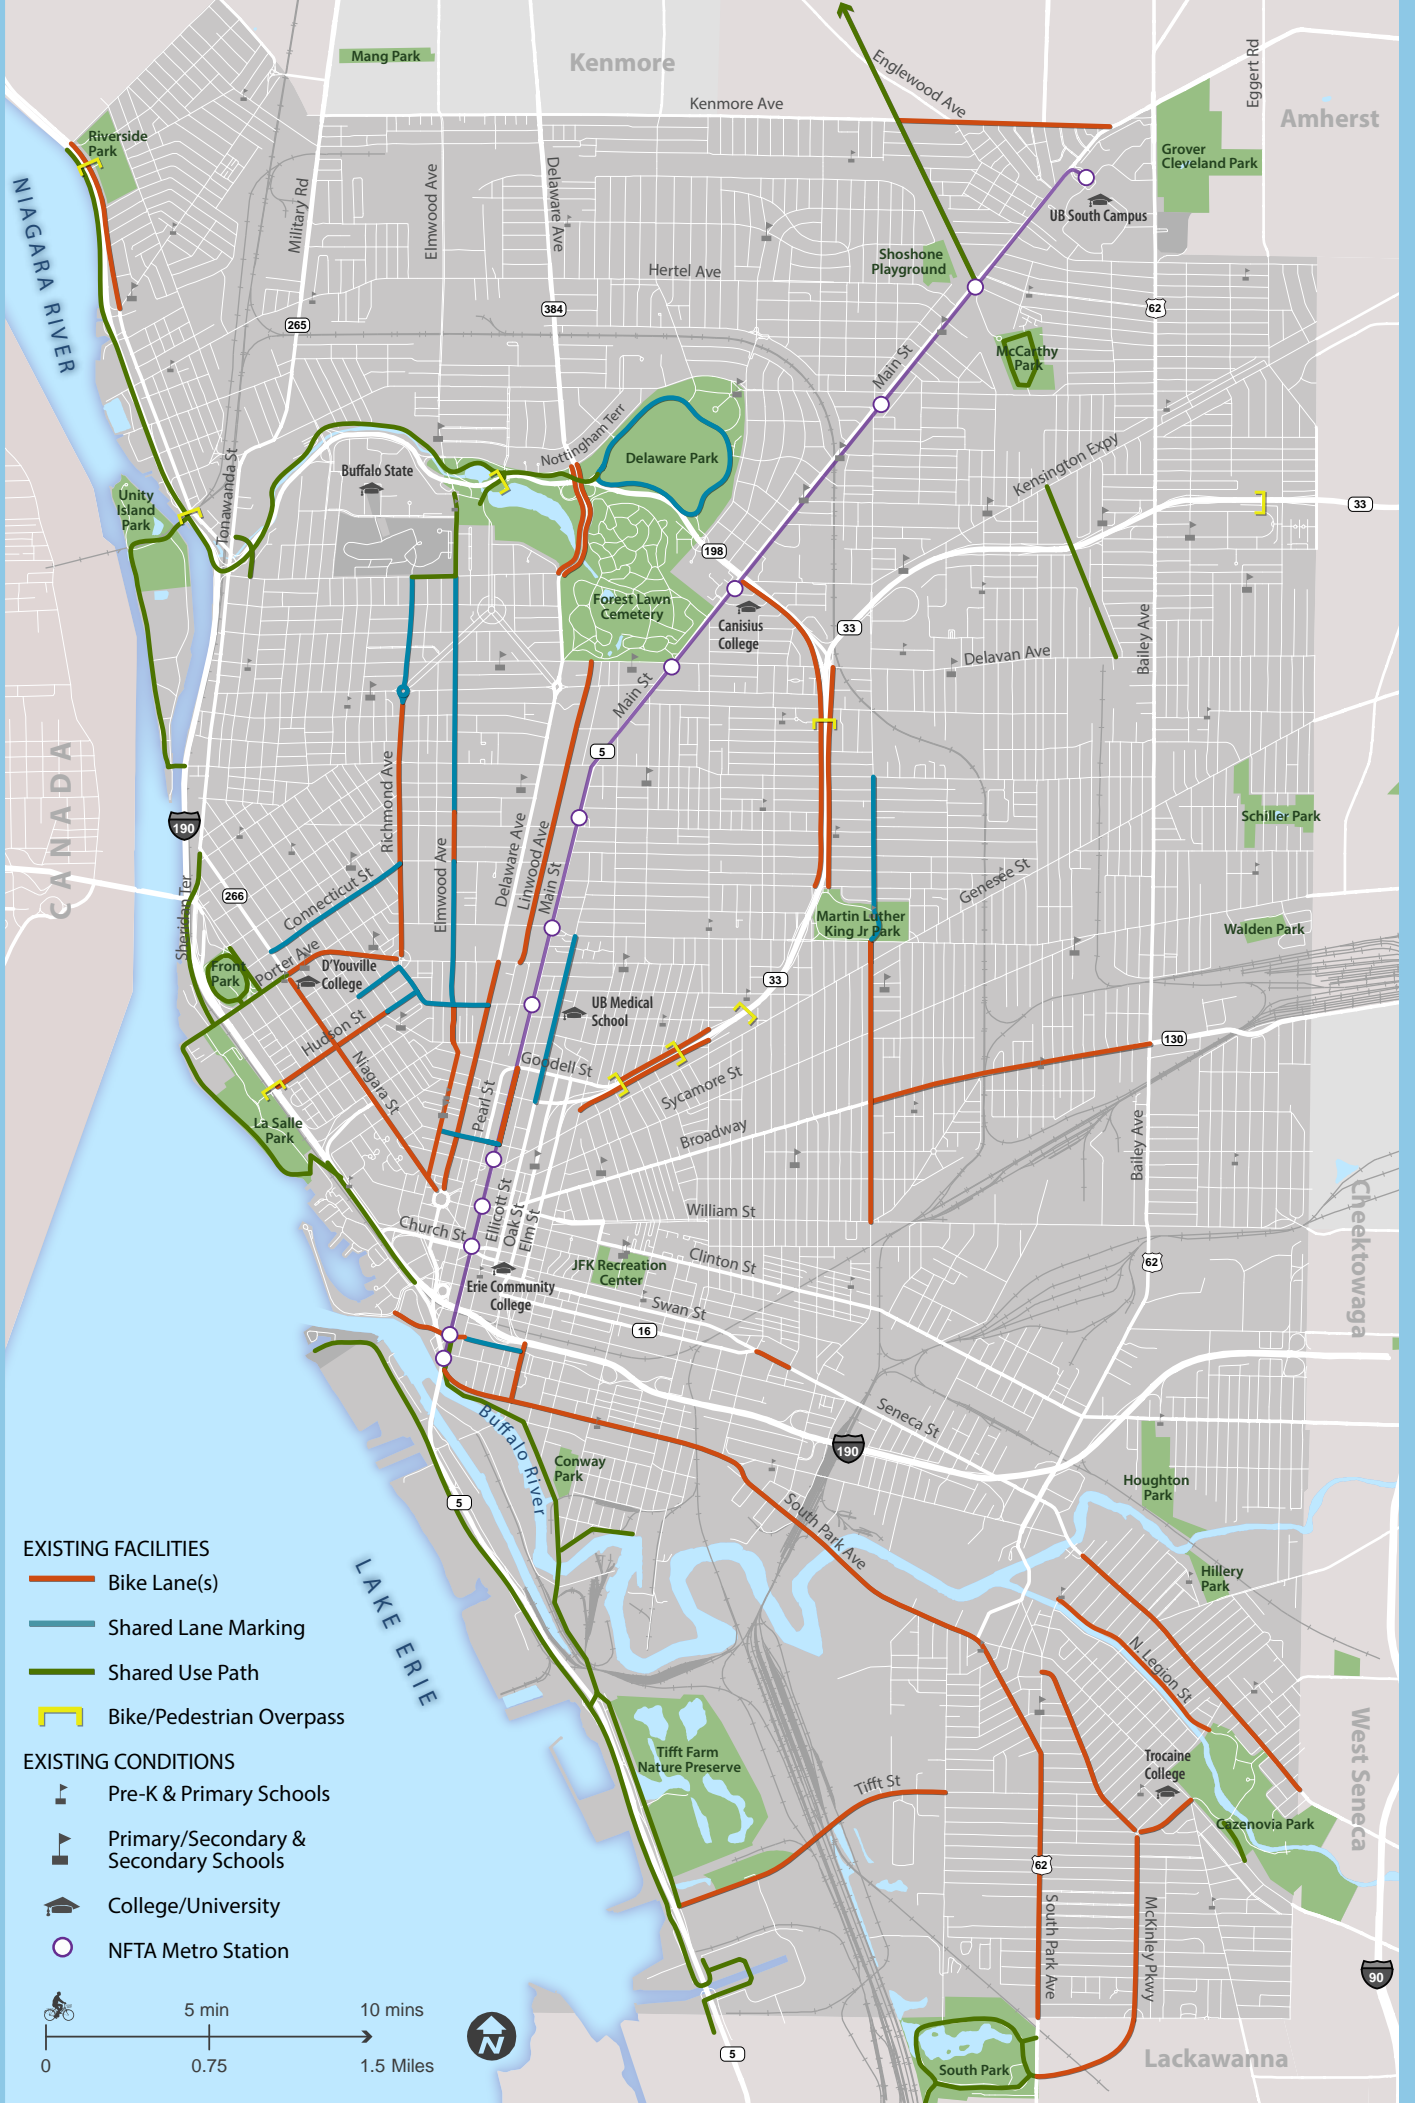 Mang Park
Kenmore
Englewood Ave
Eggert Rd
Kenmore Ave
Amherst
Riverside
Park
Grover
Cleveland Park
NIAGARA RIVER
Military Rd
Elmwood Ave
Delaware Ave
UB South Campus
Shoshone
Playground
Hertel Ave
384
62
265
Main St
McCarthy
Park
Nottingham Terr
Delaware Park
Kensington Expy
Buffalo State
Tonawanda St
Unity
Island
Park
33
198
Forest Lawn
Cemetery
Canisius
College
33
Delavan Ave
Bailey Ave
Main St
CANADA
5
Richmond Ave
190
Schiller Park
Elmwood Ave
Delaware Ave
Linwood Ave
Main St
Connecticut St
266
Genesee St
Sheridan Ter
Martin Luther
King Jr Park
Walden Park
Porter Ave
Front
Park
D'Youville
College
33
UB Medical
School
Hudson St
130
Niagara St
Goodell St
Pearl St
Sycamore St
La Salle
Park
Broadway
Bailey Ave
Cheektowaga
Ellicott St
Oak St
Elm St
William St
Church St
Clinton St
62
JFK Recreation
Center
Erie Community
College
Swan St
16
Buffalo River
Seneca St
190
Conway
Park
Houghton
Park
5
South Park Ave
EXISTING FACILITIES
Bike Lane(s)
Shared Lane Marking
Shared Use Path
Bike/Pedestrian Overpass
EXISTING CONDITIONS
Pre-K & Primary Schools
Primary/Secondary &
Secondary Schools
College/University
NFTA Metro Station
LAKE ERIE
Hillery
Park
N. Legion St
West Seneca
Tifft Farm
Nature Preserve
Trocaine
College
Tifft St
Cazenovia Park
62
South Park Ave
McKinley Pkwy
90
5 min
10 mins
0
0.75
1.5 Miles
N
5
South Park
Lackawanna